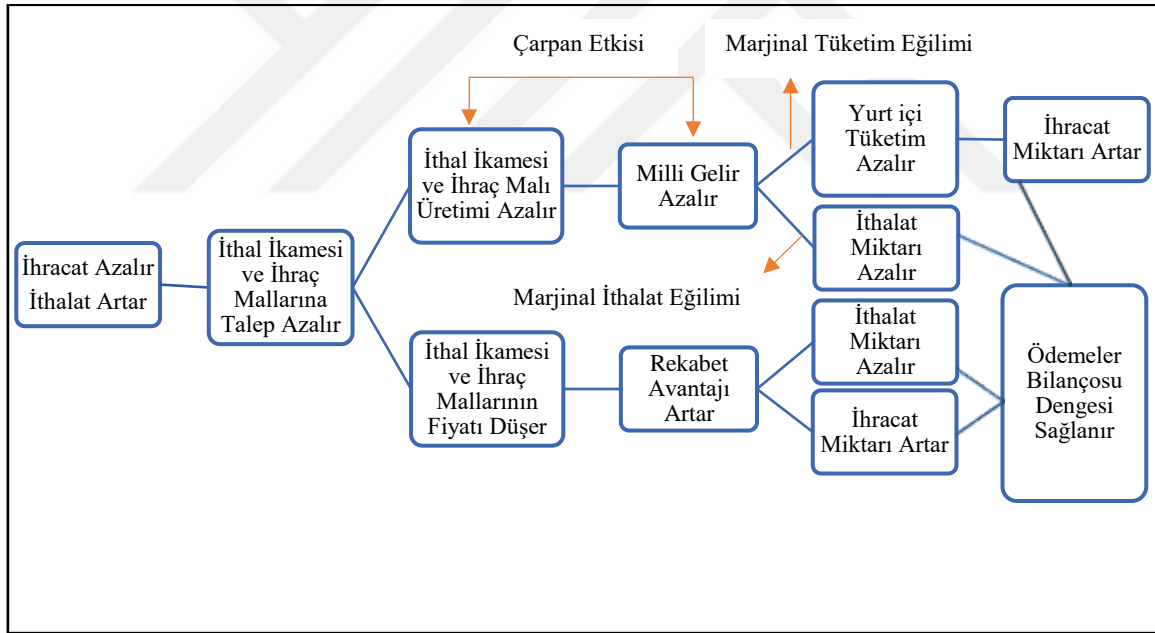 Çarpan Etkisi
Marjinal Tüketim Eğilimi
İhracat Azalır
İthalat Artar
İthal İkamesi
ve İhraç
Mallarına
Talep Azalır
İthal İkamesi
ve İhraç Malı
Üretimi Azalır
Milli Gelir
Azalır
Yurt içi
Tüketim
Azalır
İhracat
Miktarı Artar
İthalat
Miktarı
Azalır
Marjinal İthalat Eğilimi
İthal İkamesi
ve İhraç
Mallarının
Fiyatı Düşer
Rekabet
Avantajı
Artar
İthalat
Miktarı
Azalır
İhracat
Miktarı Artar
Ödemeler
Bilançosu
Dengesi
Sağlanır